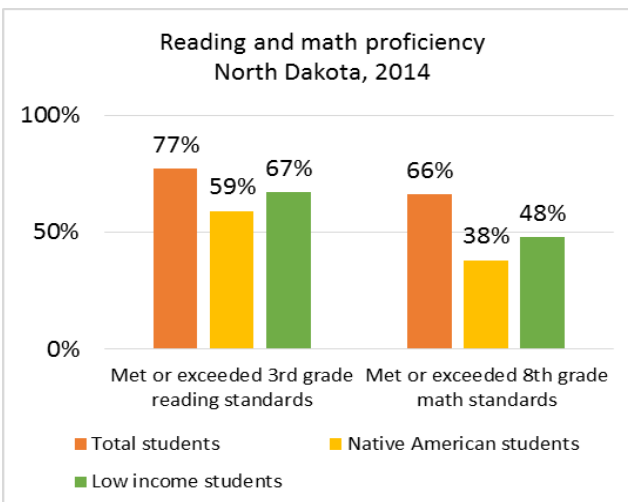 Reading and math proficiency
North Dakota, 2014
100%
77%
67%
66%
59%
48%
50%
38%
0%
Met or exceeded 3rd grade
reading standards
Met or exceeded 8th grade
math standards
Total students
Native American students
Low income students